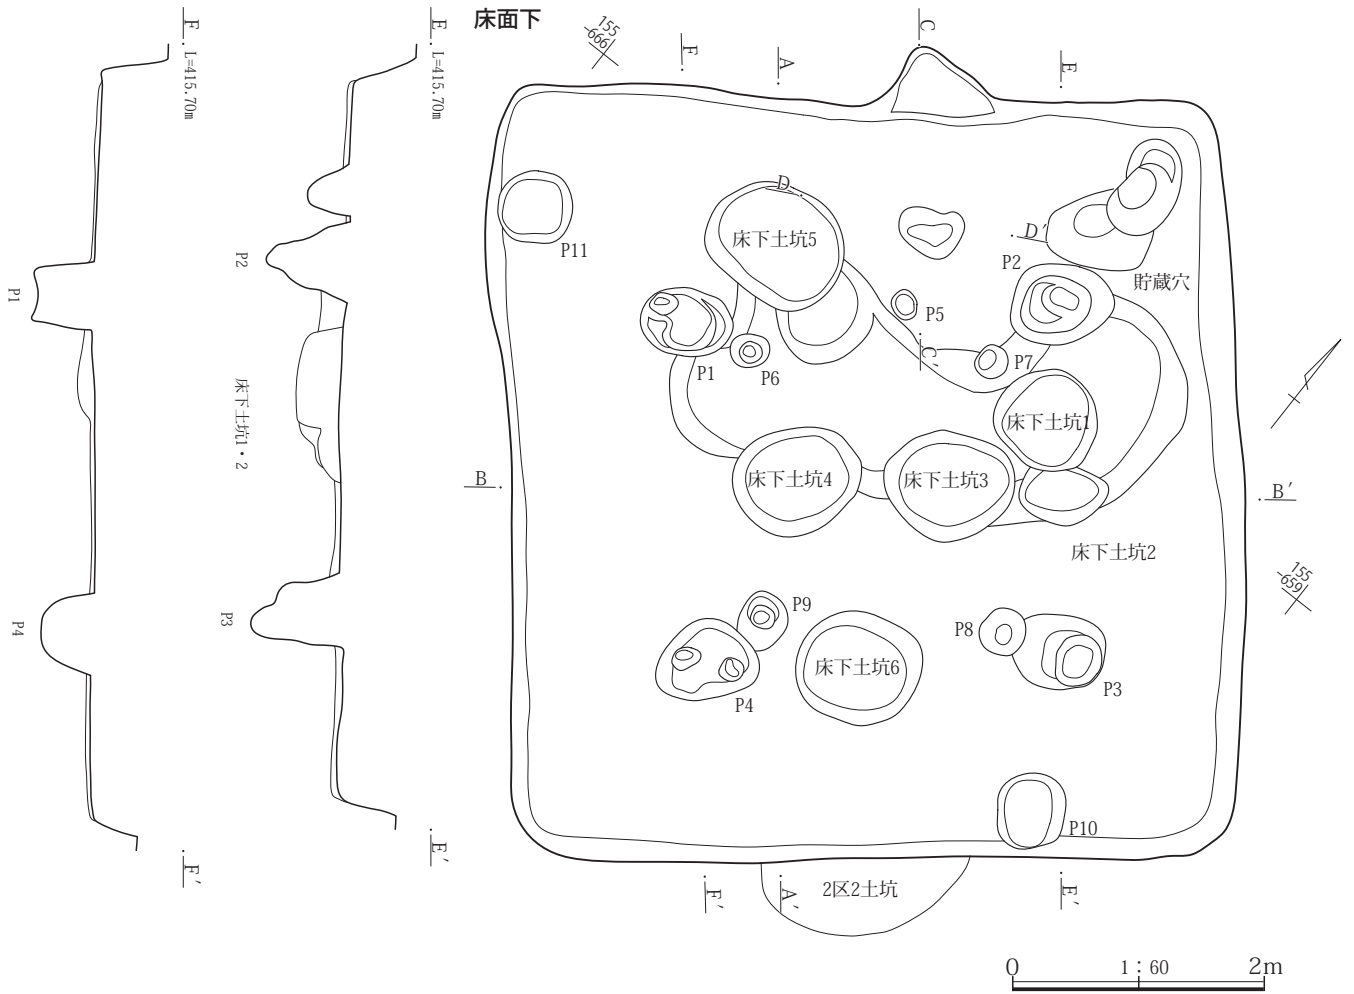 床面下
F
L=415.70m
P1
P4
F′
E
L=415.70m
P2
床下土坑1・2
P3
E′
155
-666
F
A
C
E
D
D′
床下土坑5
P11
P2
貯蔵穴
P5
C′
P7
P1
P6
床下土坑1
床下土坑4
床下土坑3
B
B′
床下土坑2
155
-659
P9
P8
床下土坑6
P3
P4
P10
F′
A′
2区2土坑
E′
0
1：60
2m